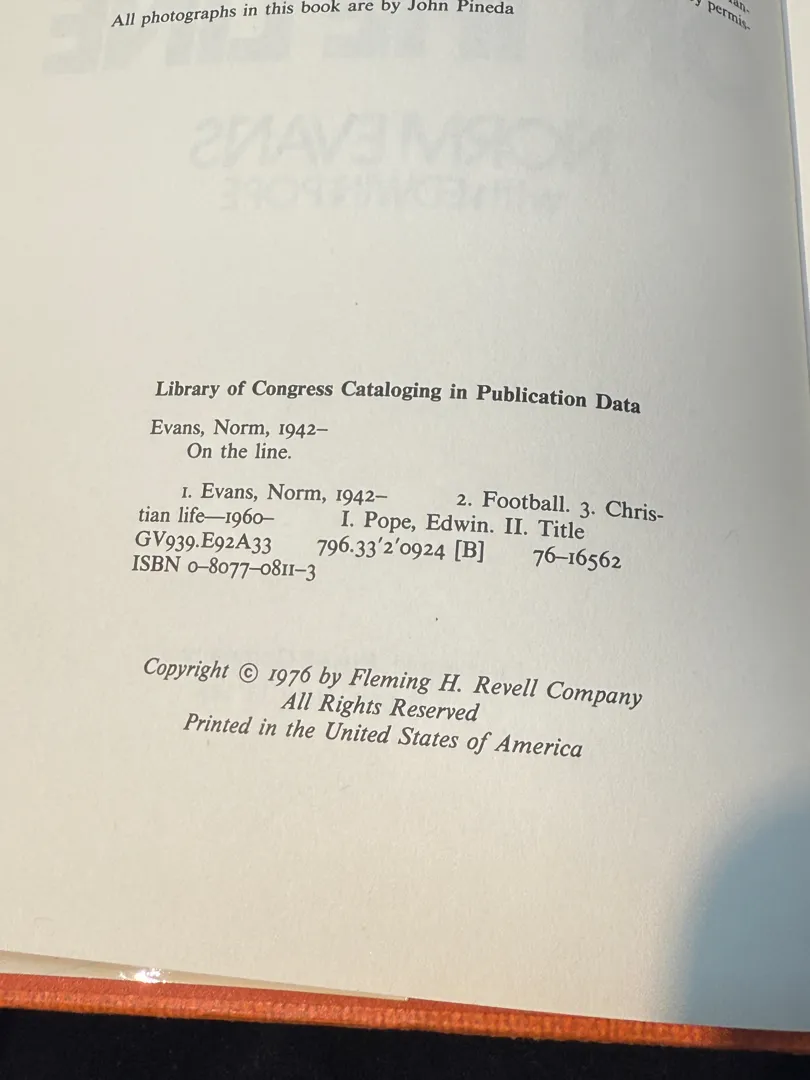 All photographs in this book are by John Pineda
permis-
Library of Congress Cataloging in Publication Data
Evans, Norm, 1942–
On the line.
1. Evans, Norm, 1942– 2. Football. 3. Chris-
tian life—1960– I. Pope, Edwin. II. Title
GV939.E92A33 796.33'2'0924 [B] 76–16562
ISBN 0–8077–0811–3
Copyright © 1976 by Fleming H. Revell Company
All Rights Reserved
Printed in the United States of America